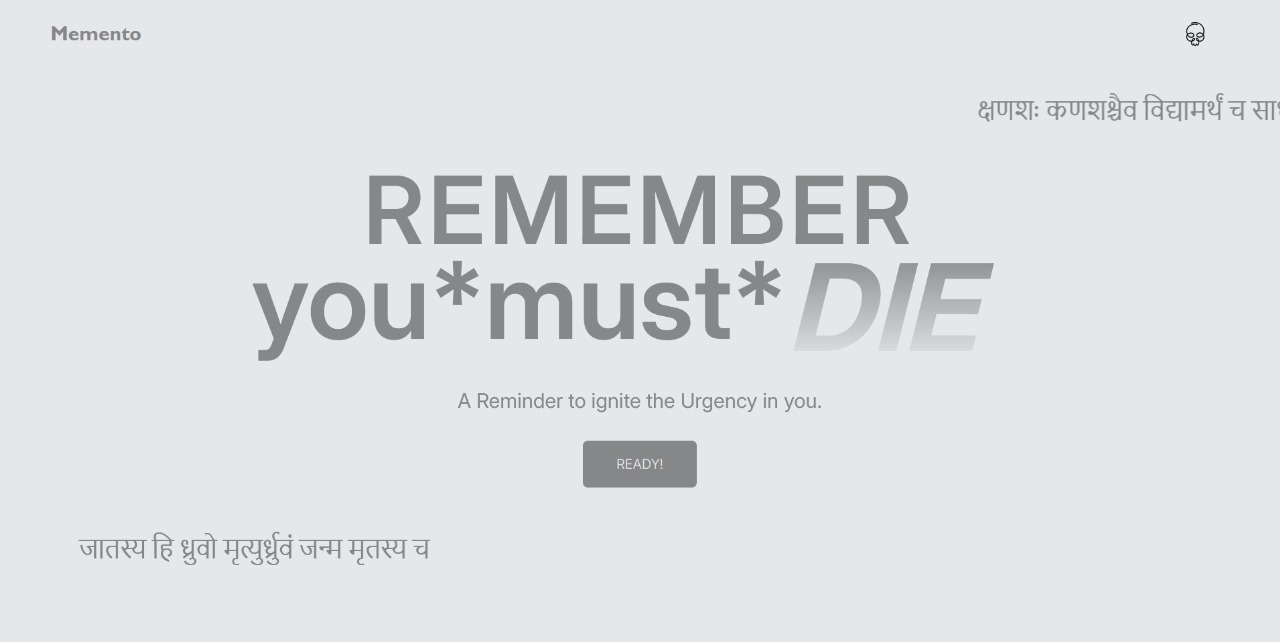 Memento
क्षणशः कणशश्चैव विद्यामर्थं च
REMEMBER
you*must* DIE
A Reminder to ignite the Urgency in you.
READY!
जातस्य हि ध्रुवो मृत्युर्ध्रुवं जन्म मृतस्य च